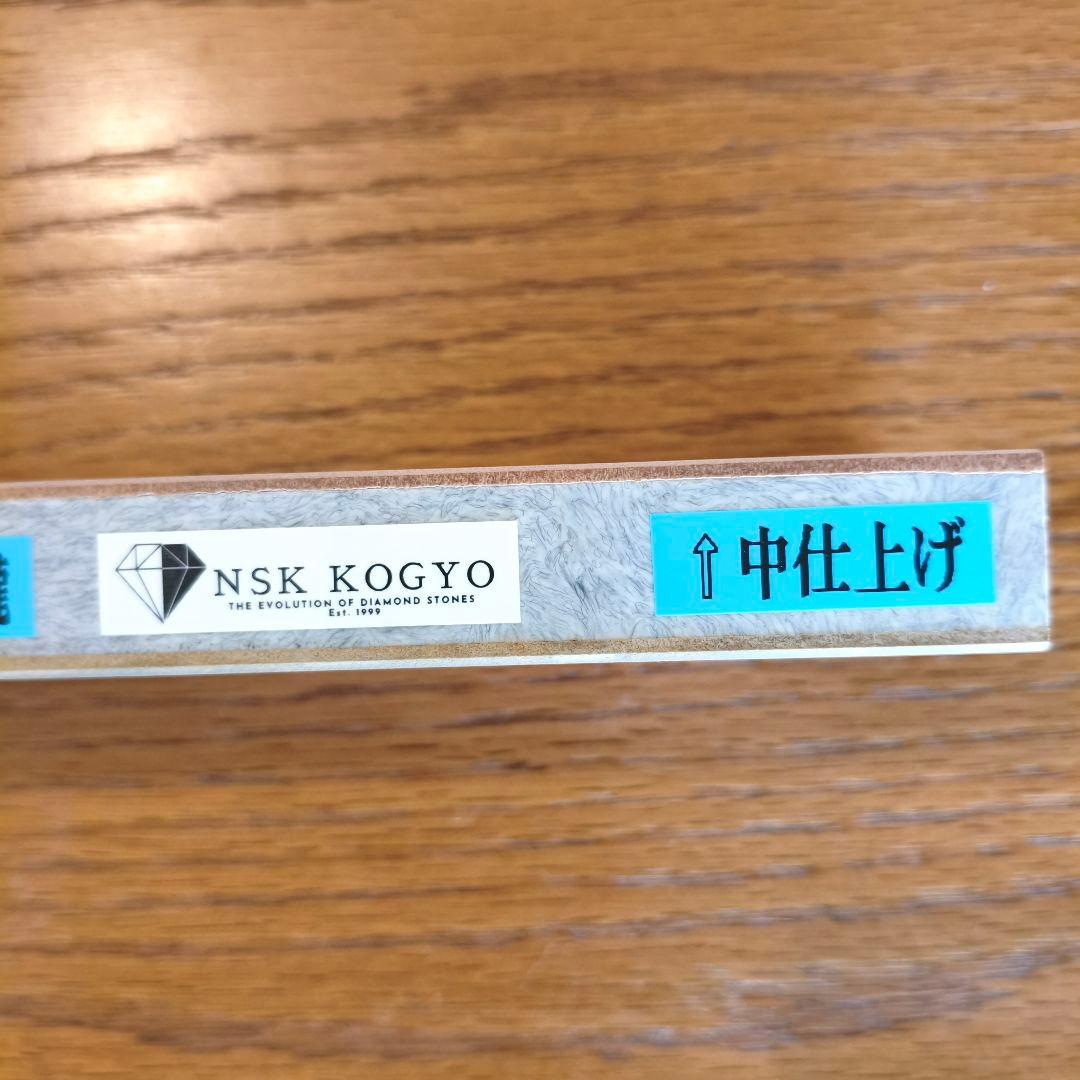 NSK KOGYO
THE EVOLUTION OF DIAMOND STONES
Est. 1999
⇧中仕上げ